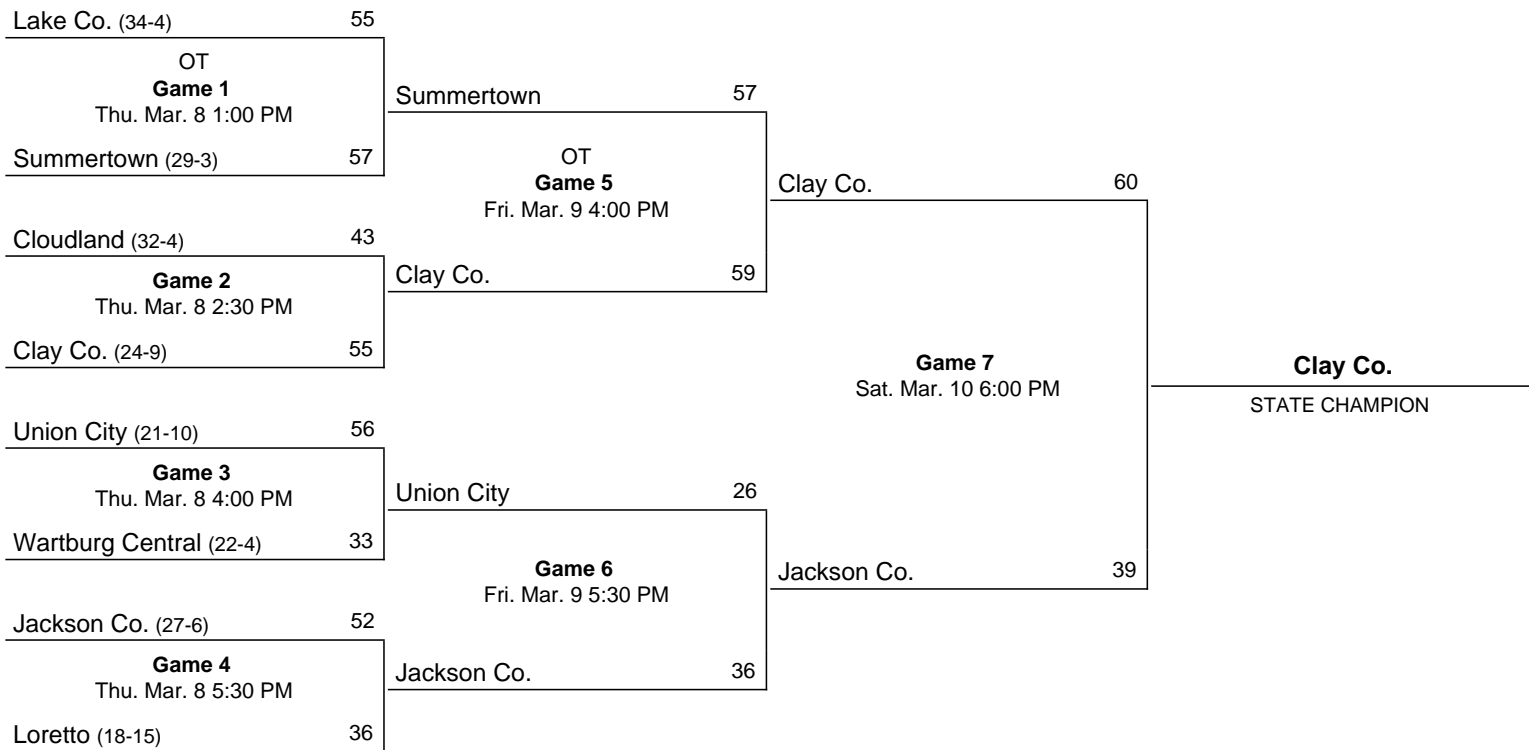 Lake Co. (34-4) 55
OT
Game 1
Thu. Mar. 8 1:00 PM
Summertown (29-3) 57
Cloudland (32-4) 43
Game 2
Thu. Mar. 8 2:30 PM
Clay Co. (24-9) 55
Union City (21-10) 56
Game 3
Thu. Mar. 8 4:00 PM
Wartburg Central (22-4) 33
Jackson Co. (27-6) 52
Game 4
Thu. Mar. 8 5:30 PM
Loretto (18-15) 36
Summertown 57
OT
Game 5
Fri. Mar. 9 4:00 PM
Clay Co. 59
Union City 26
Game 6
Fri. Mar. 9 5:30 PM
Jackson Co. 36
Clay Co. 60
Game 7
Sat. Mar. 10 6:00 PM
Jackson Co. 39
Clay Co.
STATE CHAMPION